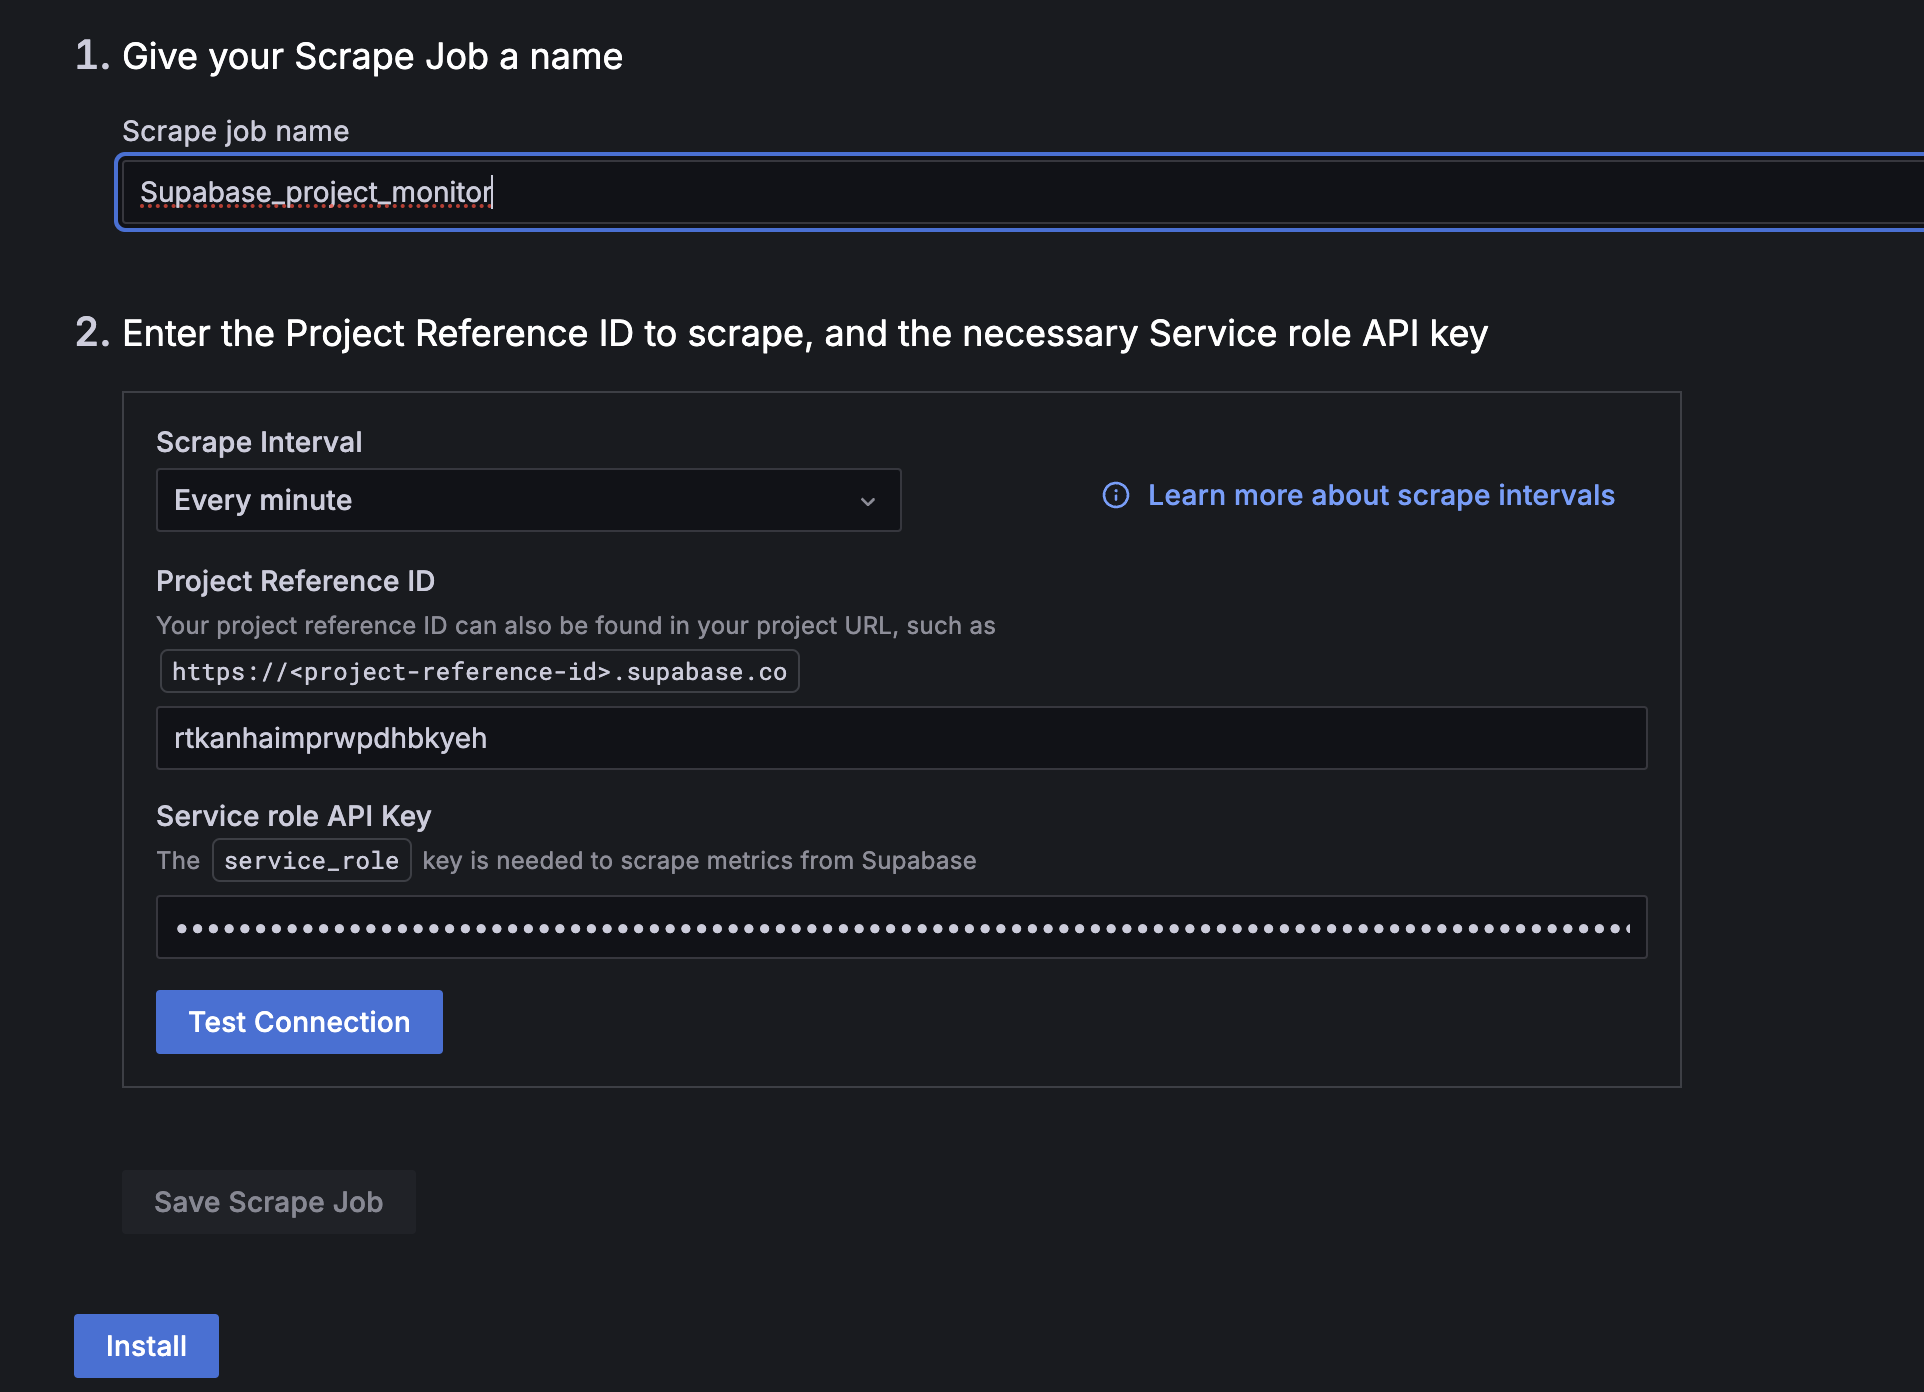 1. Give your Scrape Job a name
Scrape job name
Supabase_project_monitor
2. Enter the Project Reference ID to scrape, and the necessary Service role API key
Scrape Interval
Every minute
Learn more about scrape intervals
Project Reference ID
Your project reference ID can also be found in your project URL, such as
https://<project-reference-id>.supabase.co
rtkanhaimprwpdhbkyeh
Service role API Key
The service_role key is needed to scrape metrics from Supabase
Test Connection
Save Scrape Job
Install